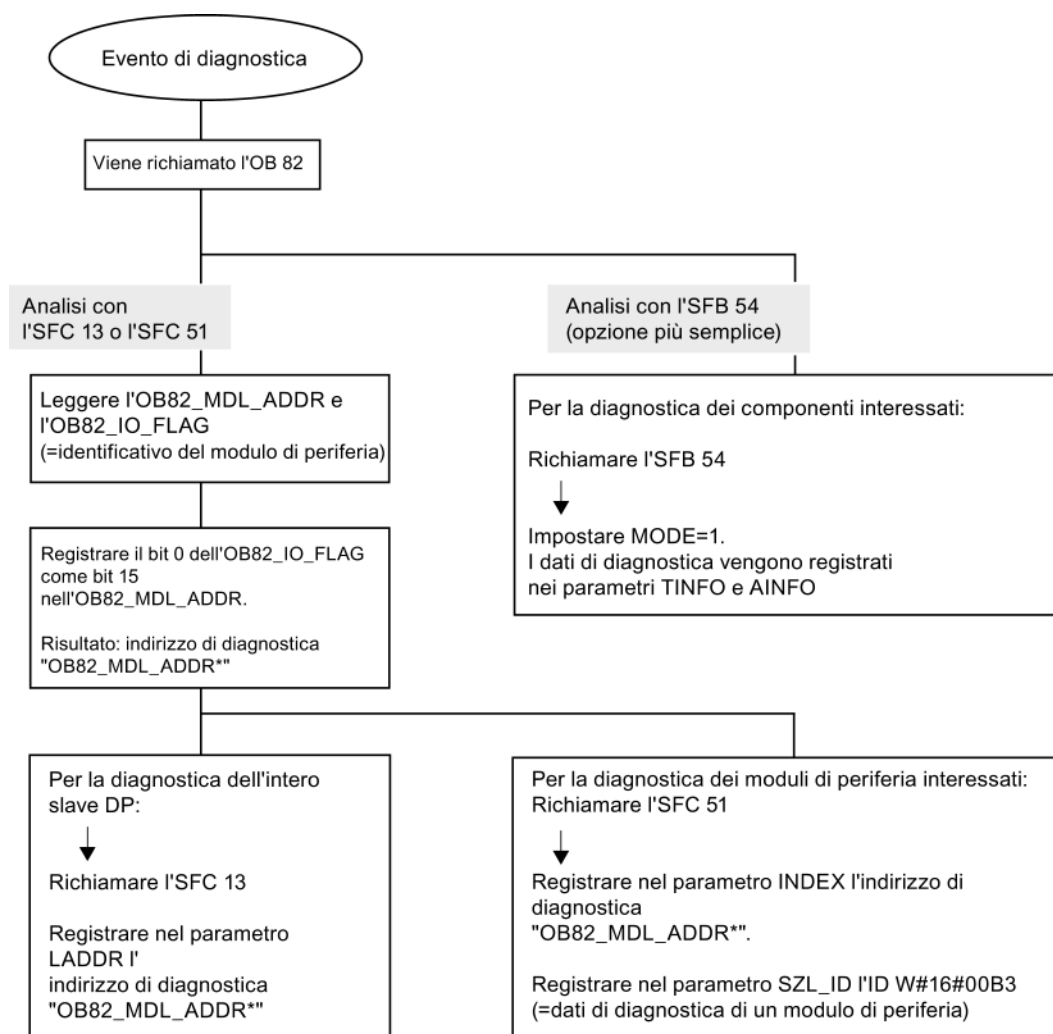 Evento di diagnostica
Viene richiamato l'OB 82
Analisi con
l'SFC 13 o l'SFC 51
Analisi con l'SFB 54
(opzione più semplice)
Leggere l'OB82_MDL_ADDR e
l'OB82_IO_FLAG
(=identificativo del modulo di periferia)
Per la diagnostica dei componenti interessati:
Richiamare l'SFB 54
Impostare MODE=1.
I dati di diagnostica vengono registrati
nei parametri TINFO e AINFO
Registrare il bit 0 dell'OB82_IO_FLAG
come bit 15
nell'OB82_MDL_ADDR.
Risultato: indirizzo di diagnostica
"OB82_MDL_ADDR*"
Per la diagnostica dell'intero
slave DP:
Richiamare l'SFC 13
Registrare nel parametro
LADDR l'
indirizzo di diagnostica
"OB82_MDL_ADDR*"
Per la diagnostica dei moduli di periferia interessati:
Richiamare l'SFC 51
Registrare nel parametro INDEX l'indirizzo di
diagnostica
"OB82_MDL_ADDR*".
Registrare nel parametro SZL_ID l'ID W#16#00B3
(=dati di diagnostica di un modulo di periferia)